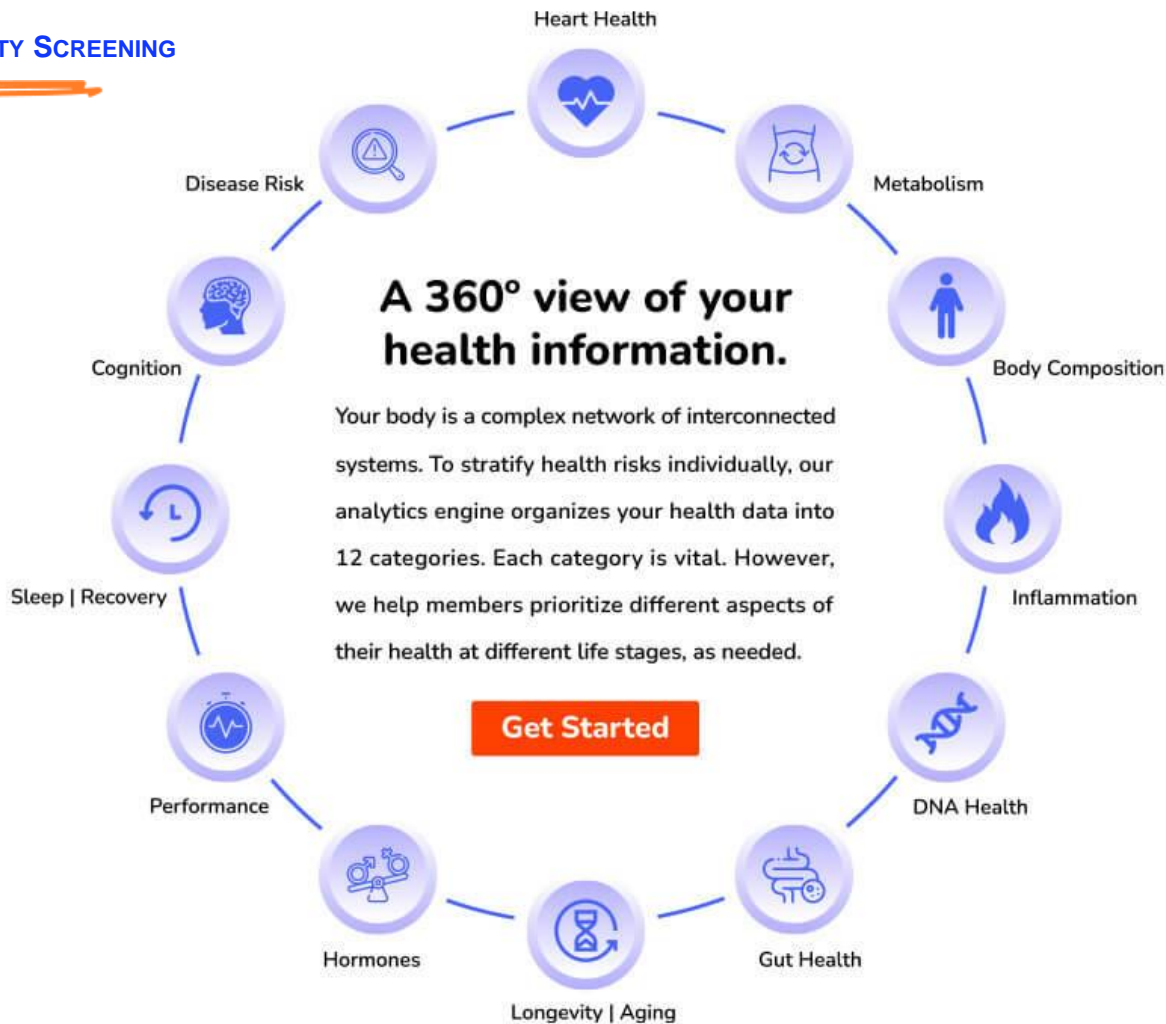 TY SCREENING
Heart Health
Disease Risk
Metabolism
A 360° view of your
health information.
Cognition
Body Composition
Your body is a complex network of interconnected
systems. To stratify health risks individually, our
analytics engine organizes your health data into
12 categories. Each category is vital. However,
we help members prioritize different aspects of
their health at different life stages, as needed.
Sleep | Recovery
Inflammation
Get Started
Performance
DNA Health
Hormones
Gut Health
Longevity | Aging